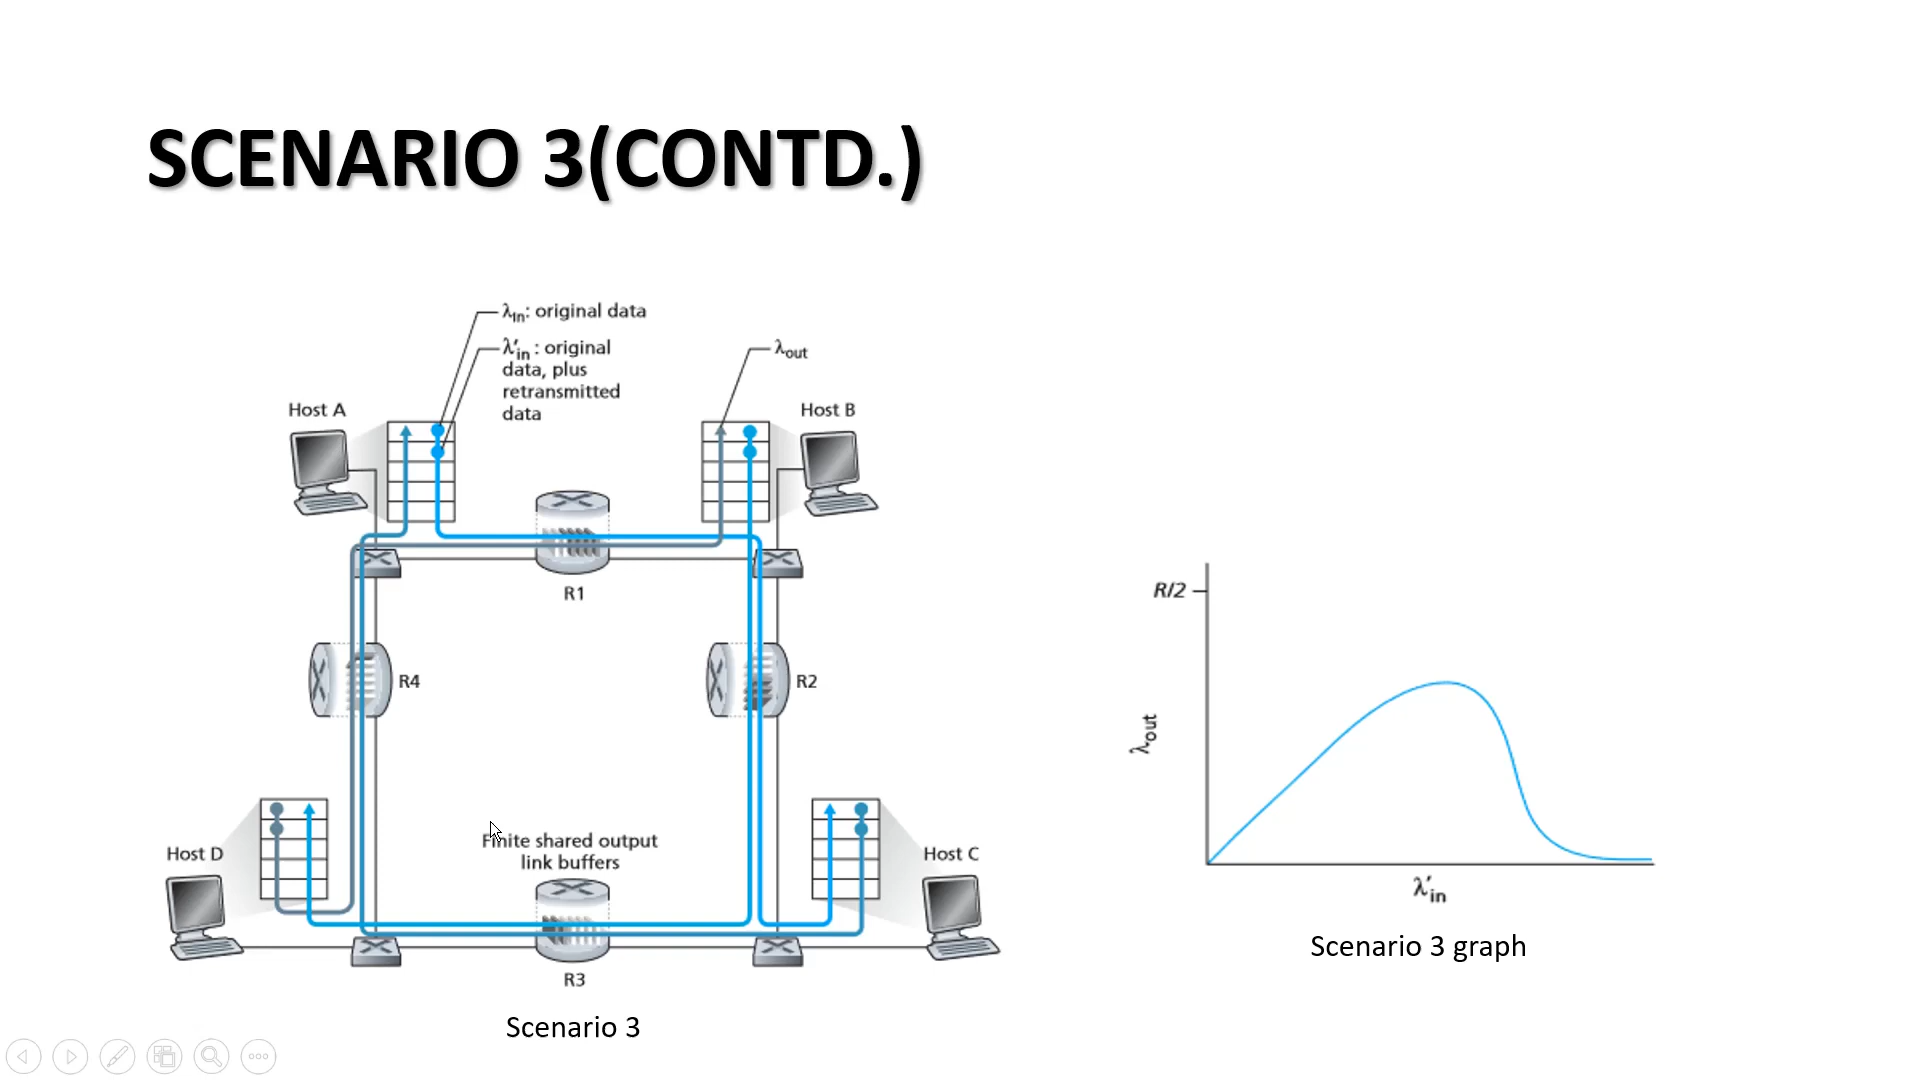 SCENARIO 3(CONTD.)
λin: original data
λ′in : original
data, plus
retransmitted
data
λout
Host A
Host B
R1
R4
R2
Host D
Finite shared output
link buffers
Host C
R3
Scenario 3
R/2
λout
λ′in
Scenario 3 graph